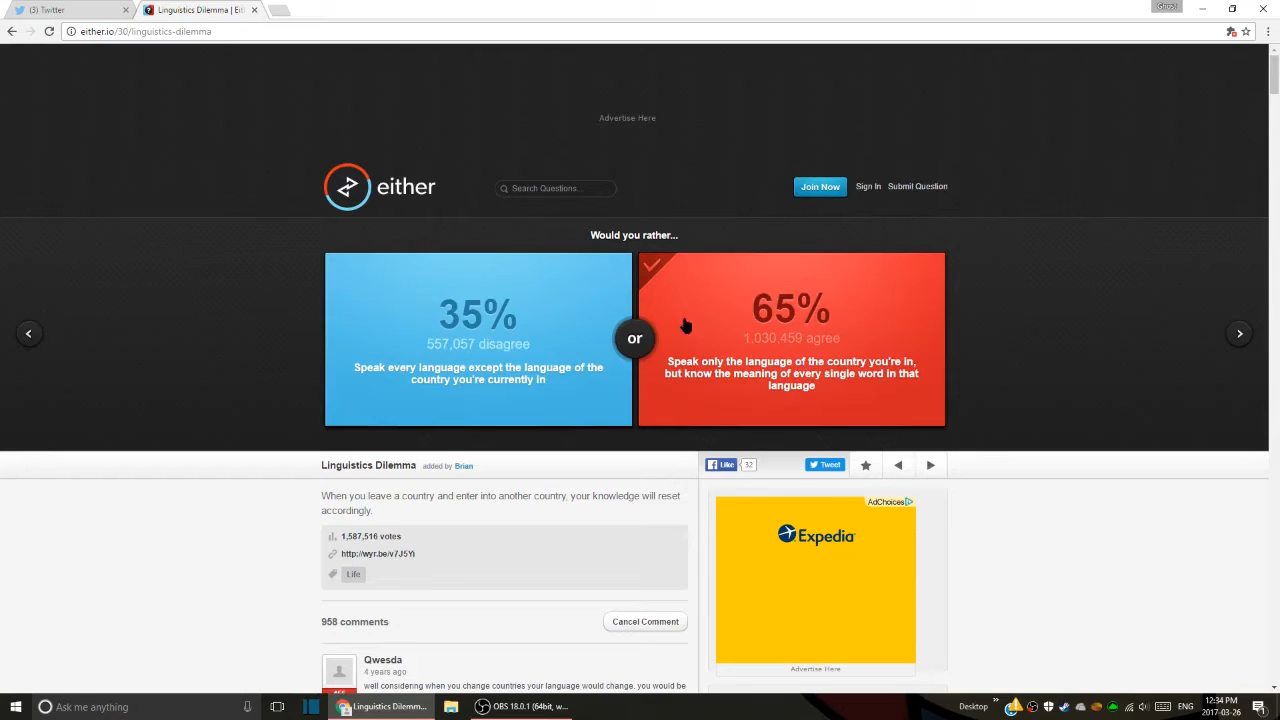 (3) Twitter
Linguistics Dilemma | Eit
Ghost
either.io/30/linguistics-dilemma
Advertise Here
either
Search Questions...
Join Now
Sign In
Submit Question
Would you rather...
35%
557,057 disagree
Speak every language except the language of the
country you're currently in
or
65%
1,030,459 agree
Speak only the language of the country you're in,
but know the meaning of every single word in that
language
Linguistics Dilemma added by Brian
Like 32
Tweet
When you leave a country and enter into another country, your knowledge will reset
accordingly.
1,587,516 votes
http://wyr.be/v7J5Yi
Life
AdChoices
Expedia
Advertise Here
958 comments
Cancel Comment
Qwesda
4 years ago
well considering when you change countries your language would change. you would be
Ask me anything
Linguistics Dilemm...
OBS 18.0.1 (64bit, w...
Desktop
ENG
12:34 PM
2017-03-26